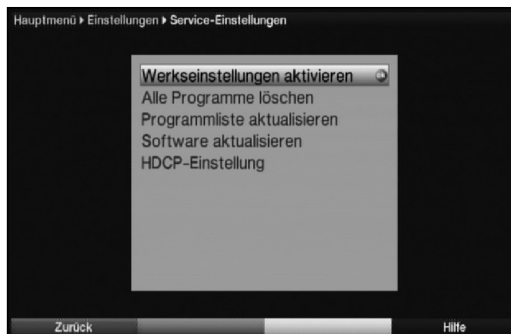 Hauptmenü ▸ Einstellungen ▸ Service-Einstellungen
Werkseinstellungen aktivieren
Alle Programme löschen
Programmliste aktualisieren
Software aktualisieren
HDCP-Einstellung
Zurück
Hilfe